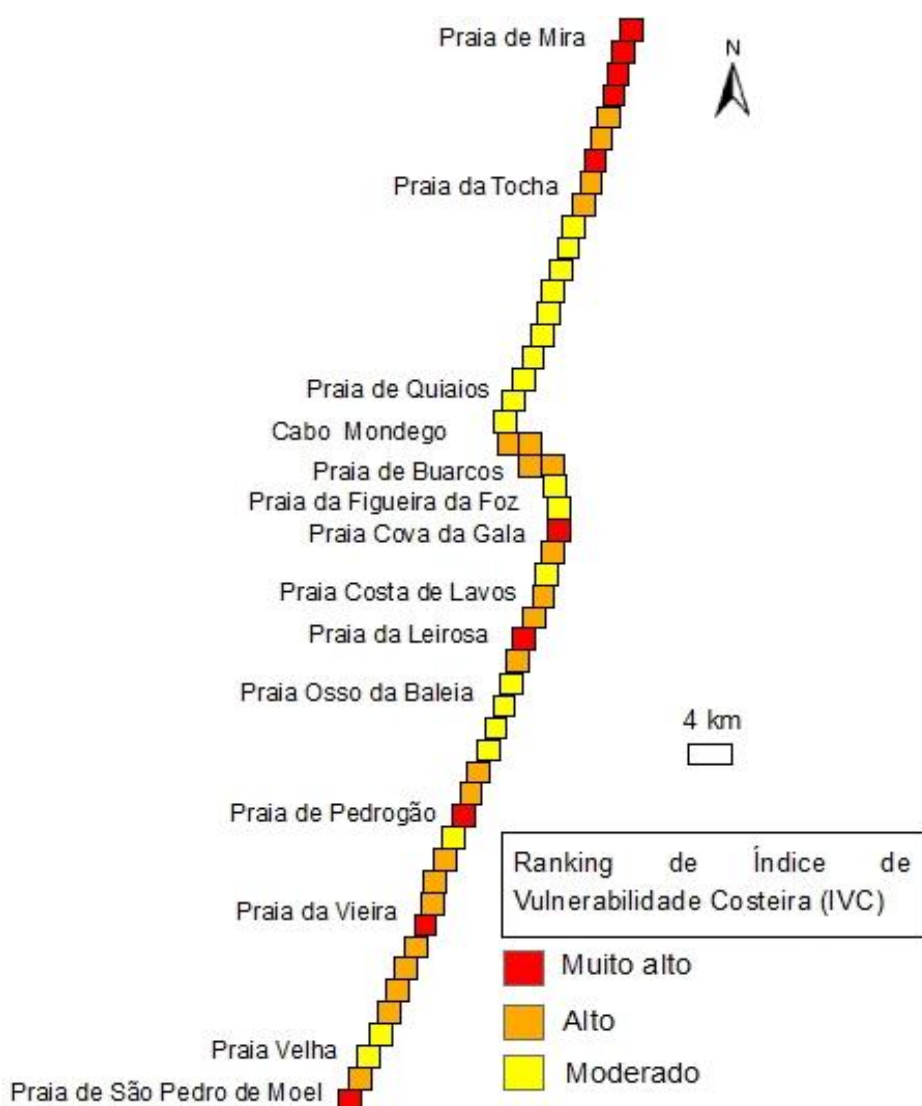 Praia de Mira
N
Praia da Tocha
Praia de Quiaios
Cabo Mondego
Praia de Buarcos
Praia da Figueira da Foz
Praia Cova da Gala
Praia Costa de Lavos
Praia da Leirosa
Praia Osso da Baleia
4 km
Praia de Pedrogão
Ranking de Índice de
Vulnerabilidade Costeira (IVC)
Praia da Vieira
Muito alto
Alto
Praia Velha
Moderado
Praia de São Pedro de Moel